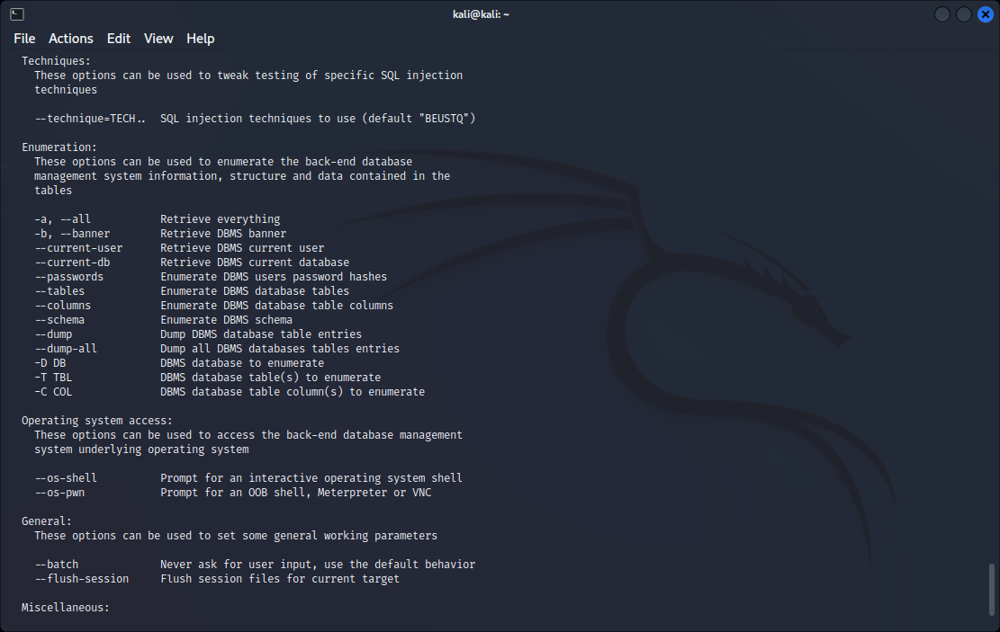 kali@kali: ~
File Actions Edit View Help
Techniques:
These options can be used to tweak testing of specific SQL injection
techniques
--technique=TECH.. SQL injection techniques to use (default "BEUSTQ")
Enumeration:
These options can be used to enumerate the back-end database
management system information, structure and data contained in the
tables
-a, --all Retrieve everything
-b, --banner Retrieve DBMS banner
--current-user Retrieve DBMS current user
--current-db Retrieve DBMS current database
--passwords Enumerate DBMS users password hashes
--tables Enumerate DBMS database tables
--columns Enumerate DBMS database table columns
--schema Enumerate DBMS schema
--dump Dump DBMS database table entries
--dump-all Dump all DBMS databases tables entries
-D DB DBMS database to enumerate
-T TBL DBMS database table(s) to enumerate
-C COL DBMS database table column(s) to enumerate
Operating system access:
These options can be used to access the back-end database management
system underlying operating system
--os-shell Prompt for an interactive operating system shell
--os-pwn Prompt for an OOB shell, Meterpreter or VNC
General:
These options can be used to set some general working parameters
--batch Never ask for user input, use the default behavior
--flush-session Flush session files for current target
Miscellaneous: